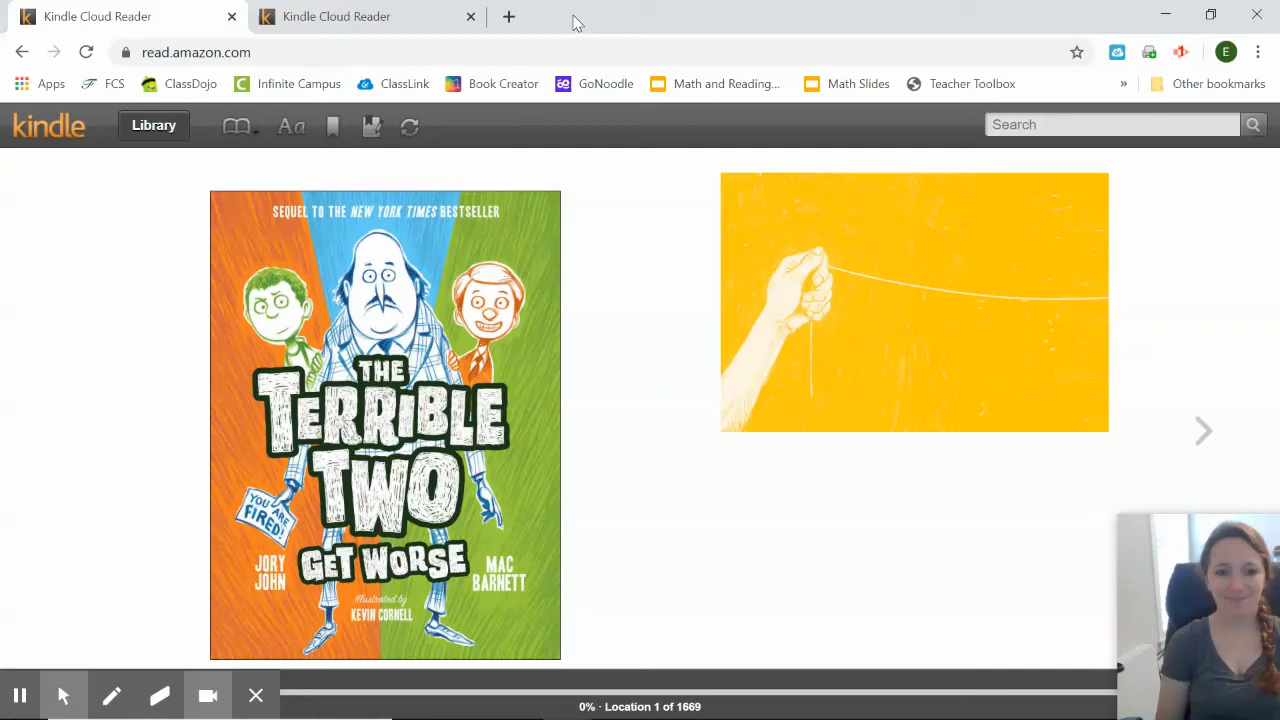 Kindle Cloud Reader
Kindle Cloud Reader
read.amazon.com
E
Apps
FCS
ClassDojo
Infinite Campus
ClassLink
Book Creator
GoNoodle
Math and Reading...
Math Slides
Teacher Toolbox
»
Other bookmarks
kindle
Library
Aa
Search
SEQUEL TO THE NEW YORK TIMES BESTSELLER
THE
TERRIBLE
TWO
GET WORSE
YOU ARE
FIRED!
JORY
JOHN
MAC
BARNETT
Illustrated by
KEVIN CORNELL
0% · Location 1 of 1669